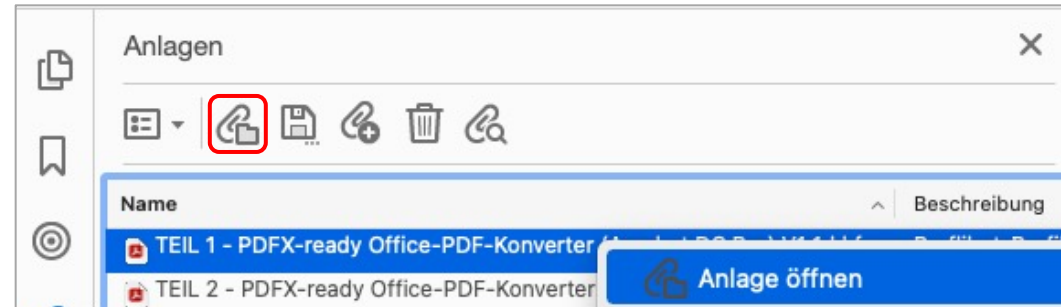 Anlagen
Name Beschreibung
TEIL 1 - PDFX-ready Office-PDF-Konverter
Anlage öffnen
TEIL 2 - PDFX-ready Office-PDF-Konverter